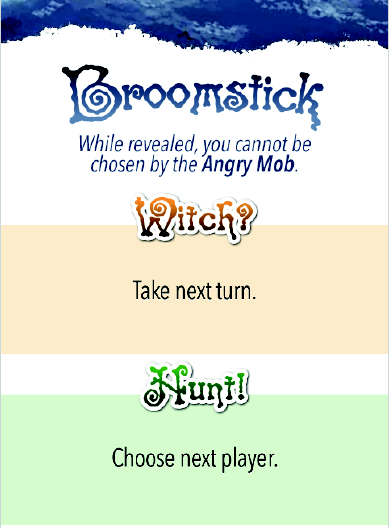 Broomstick
While revealed, you cannot be
chosen by the Angry Mob.
Witch?
Take next turn.
Hunt!
Choose next player.